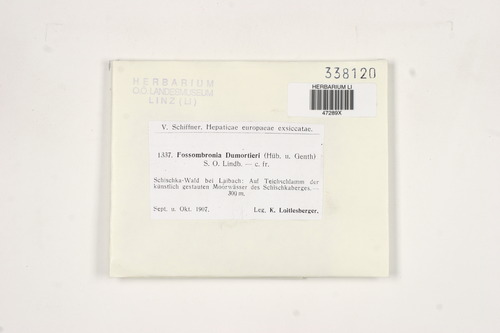 338120
HERBARIUM
O.Ö. LANDESMUSEUM
LINZ (LI)
HERBARIUM LI
47289X
V. Schiffner. Hepaticae europaeae exsiccatae.
1337. Fossombronia Dumortieri (Hüb. u. Genth)
S. O. Lindb. — c. fr.
Schischka-Wald bei Laibach: Auf Teichschlamm der
künstlich gestauten Moorwässer des Schischkaberges. —
300 m.
Sept. u. Okt. 1907. Leg. K. Loitlesberger.